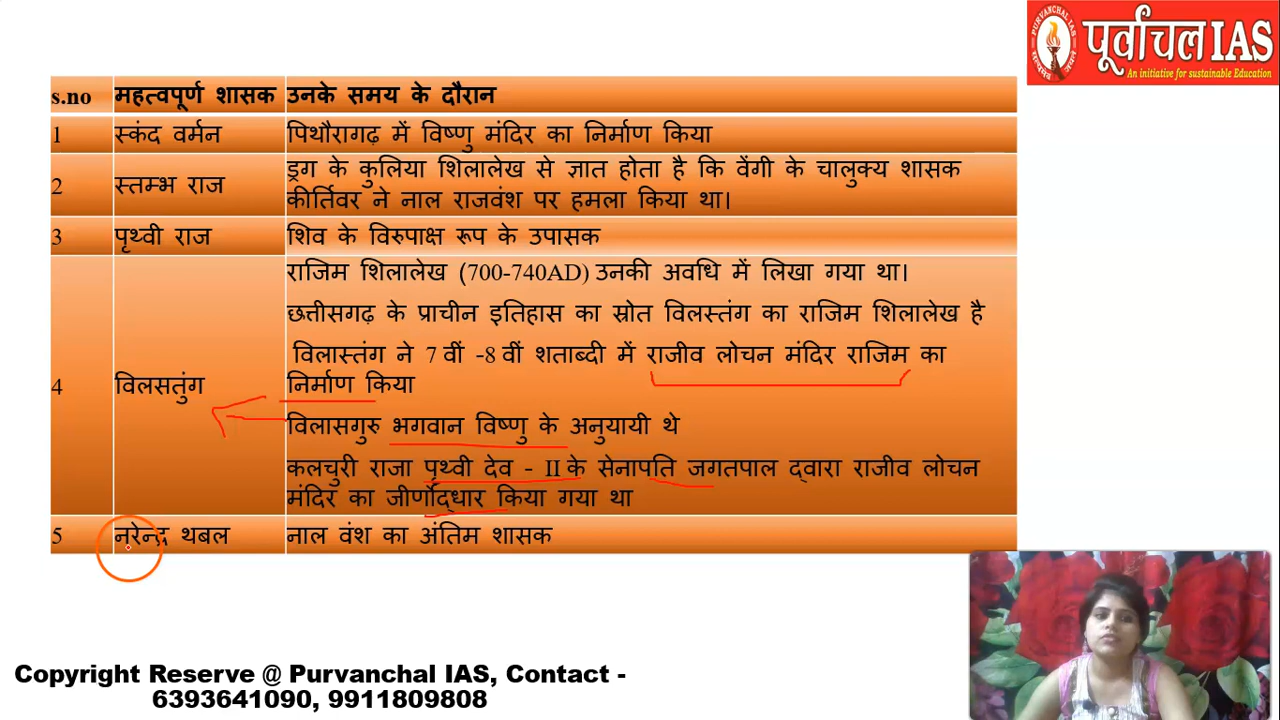 PURVANCHAL IAS
पूर्वांचल IAS
An initiative for sustainable Education
s.no महत्वपूर्ण शासक उनके समय के दौरान
1 स्कंद वर्मन पिथौरागढ़ में विष्णु मंदिर का निर्माण किया
2 स्तम्भ राज ड्रग के कुलिया शिलालेख से ज्ञात होता है कि वेंगी के चालुक्य शासक
कीर्तिवर ने नाल राजवंश पर हमला किया था।
3 पृथ्वी राज शिव के विरुपाक्ष रूप के उपासक
राजिम शिलालेख (700-740AD) उनकी अवधि में लिखा गया था।
छत्तीसगढ़ के प्राचीन इतिहास का स्रोत विलस्तंग का राजिम शिलालेख है
विलास्तंग ने 7 वीं -8 वीं शताब्दी में राजीव लोचन मंदिर राजिम का
4 विलसतुंग निर्माण किया
विलासगुरु भगवान विष्णु के अनुयायी थे
कलचुरी राजा पृथ्वी देव - II के सेनापति जगतपाल द्वारा राजीव लोचन
मंदिर का जीर्णोद्धार किया गया था
5 नरेन्द्र थबल नाल वंश का अंतिम शासक
Copyright Reserve @ Purvanchal IAS, Contact -
6393641090, 9911809808